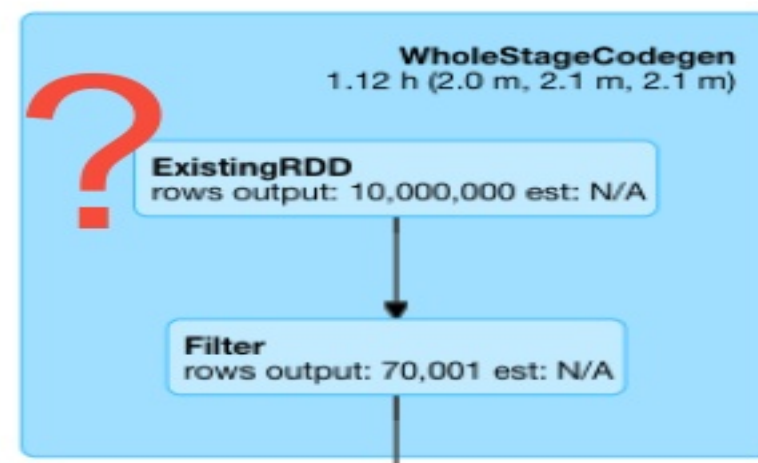 ?
WholeStageCodegen
1.12 h (2.0 m, 2.1 m, 2.1 m)
ExistingRDD
rows output: 10,000,000 est: N/A
Filter
rows output: 70,001 est: N/A